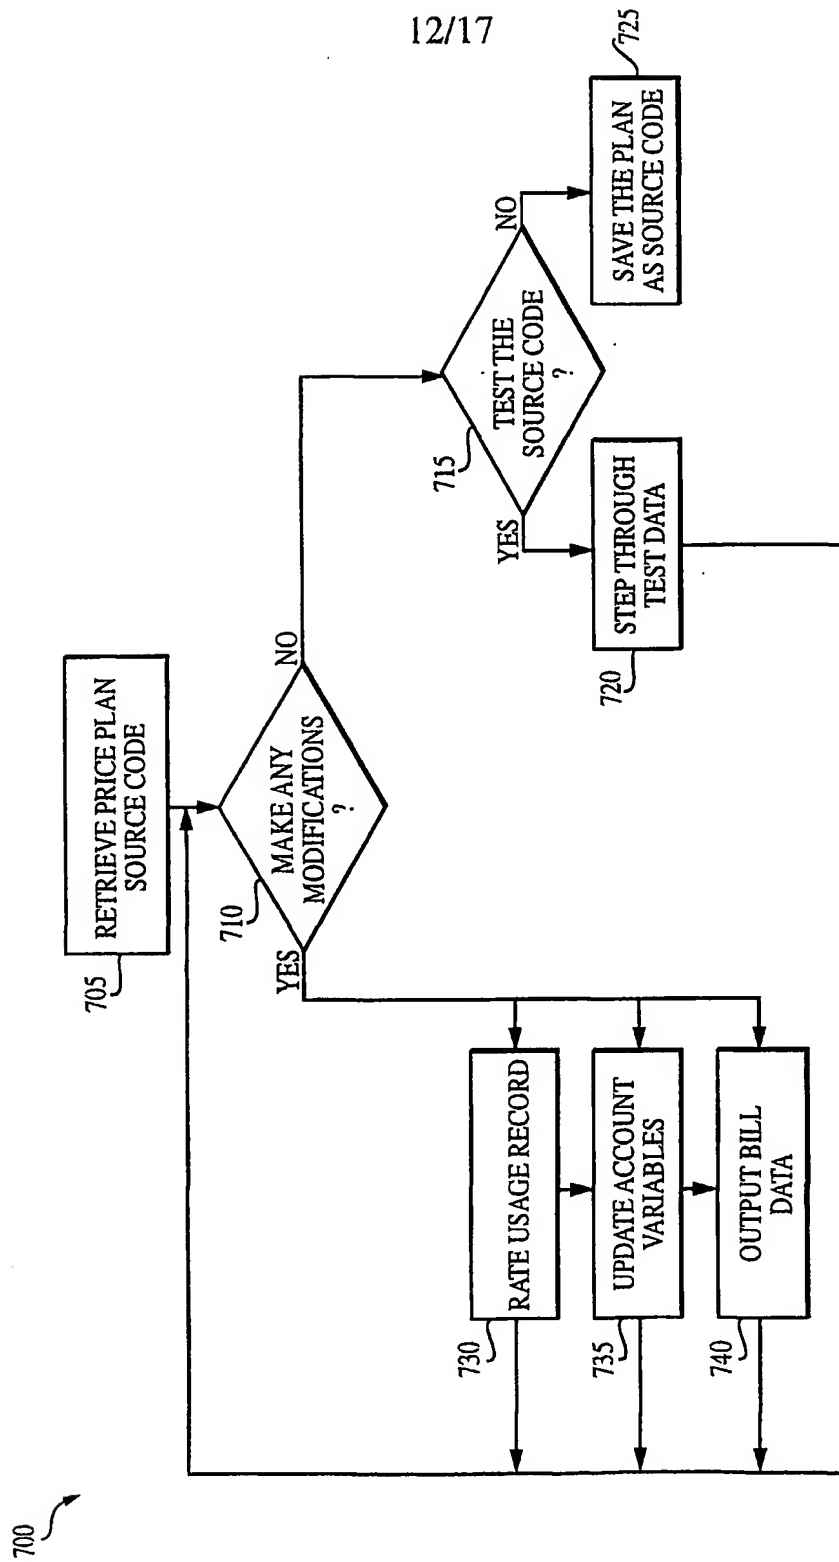 12/17
700
705
RETRIEVE PRICE PLAN
SOURCE CODE
710
MAKE ANY
MODIFICATIONS
?
YES
NO
715
TEST THE
SOURCE CODE
?
YES
NO
730
RATE USAGE RECORD
735
UPDATE ACCOUNT
VARIABLES
740
OUTPUT BILL
DATA
720
STEP THROUGH
TEST DATA
725
SAVE THE PLAN
AS SOURCE CODE